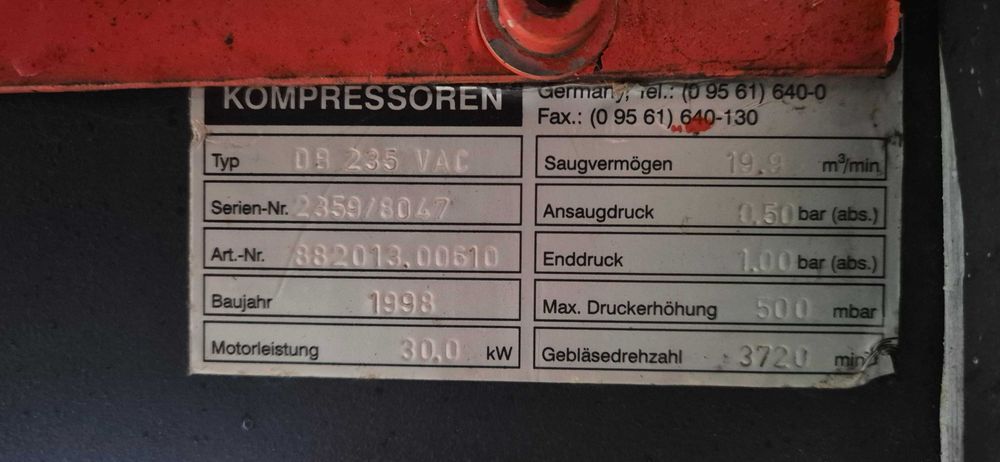 KOMPRESSOREN
Germany, Tel.: (0 95 61) 640-0
Fax.: (0 95 61) 640-130
Typ DB 235 VAC
Serien-Nr. 2359/8047
Art.-Nr. 882013.00610
Baujahr 1998
Motorleistung 30,0 kW
Saugvermögen 19,9 m³/min
Ansaugdruck 0,50 bar (abs.)
Enddruck 1,00 bar (abs.)
Max. Druckerhöhung 500 mbar
Gebläsedrehzahl 3720 min